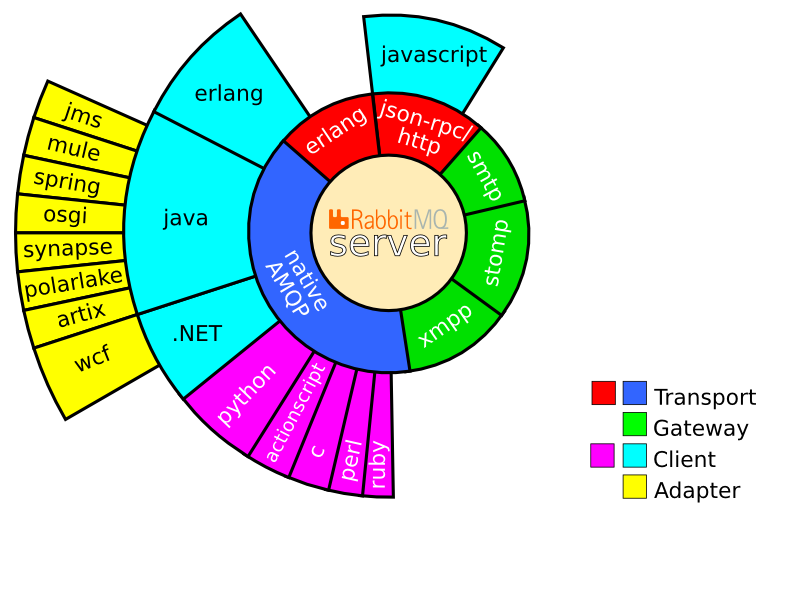 javascript
erlang
erlang
json-rpc/
http
smtp
stomp
xmpp
RabbitMQ
server
native
AMQP
java
.NET
jms
mule
spring
osgi
synapse
polarlake
artix
wcf
python
actionscript
c
perl
ruby
Transport
Gateway
Client
Adapter